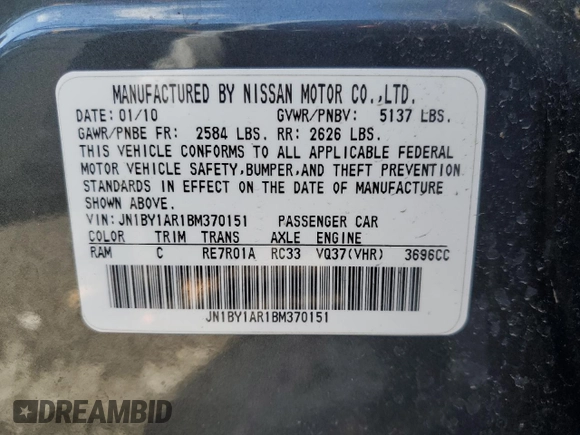 MANUFACTURED BY NISSAN MOTOR CO.,LTD.
DATE: 01/10 GVWR/PNBV: 5137 LBS.
GAWR/PNBE FR: 2584 LBS. RR: 2626 LBS.
THIS VEHICLE CONFORMS TO ALL APPLICABLE FEDERAL
MOTOR VEHICLE SAFETY, BUMPER, AND THEFT PREVENTION
STANDARDS IN EFFECT ON THE DATE OF MANUFACTURE
SHOWN ABOVE.
VIN: JN1BY1AR1BM370151 PASSENGER CAR
COLOR TRIM TRANS AXLE ENGINE
RAM C RE7R01A RC33 VQ37(VHR) 3696CC
JN1BY1AR1BM370151
DREAMBID